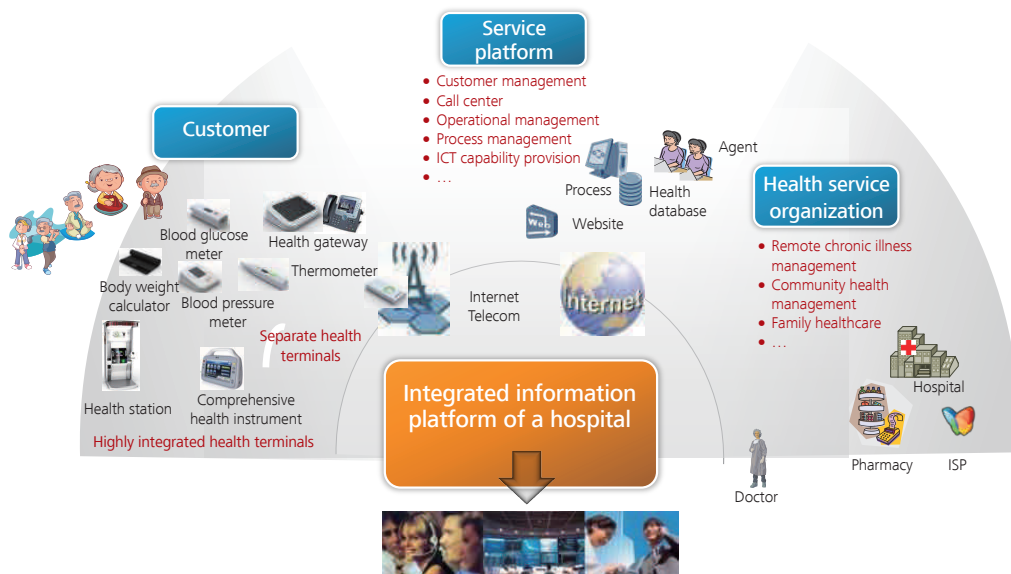 Service
platform
• Customer management
• Call center
• Operational management
• Process management
• ICT capability provision
• ...
Customer
Blood glucose
meter
Health gateway
Body weight
calculator
Blood pressure
meter
Thermometer
Separate health
terminals
Health station
Comprehensive
health instrument
Highly integrated health terminals
Agent
Process
Health
database
Web
Website
Internet
Telecom
Internet
Health service
organization
• Remote chronic illness
management
• Community health
management
• Family healthcare
• ...
Hospital
Pharmacy
ISP
Doctor
Integrated information
platform of a hospital